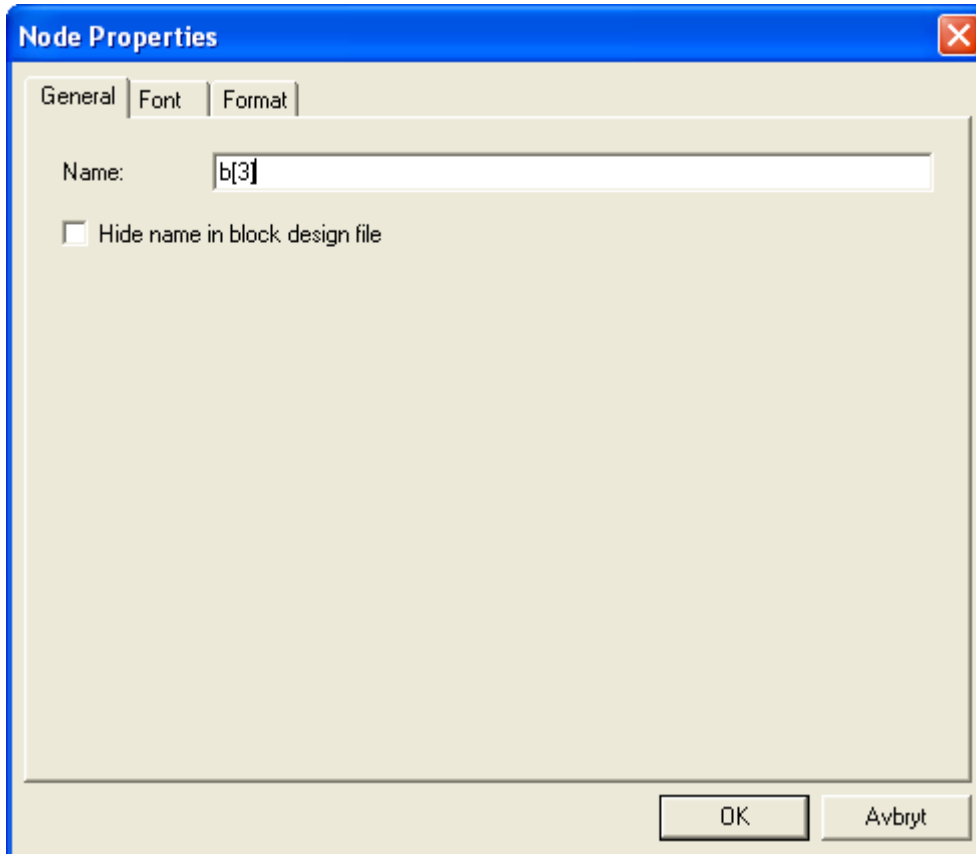 Node Properties
General Font Format
Name: b[3]
Hide name in block design file
OK Avbryt